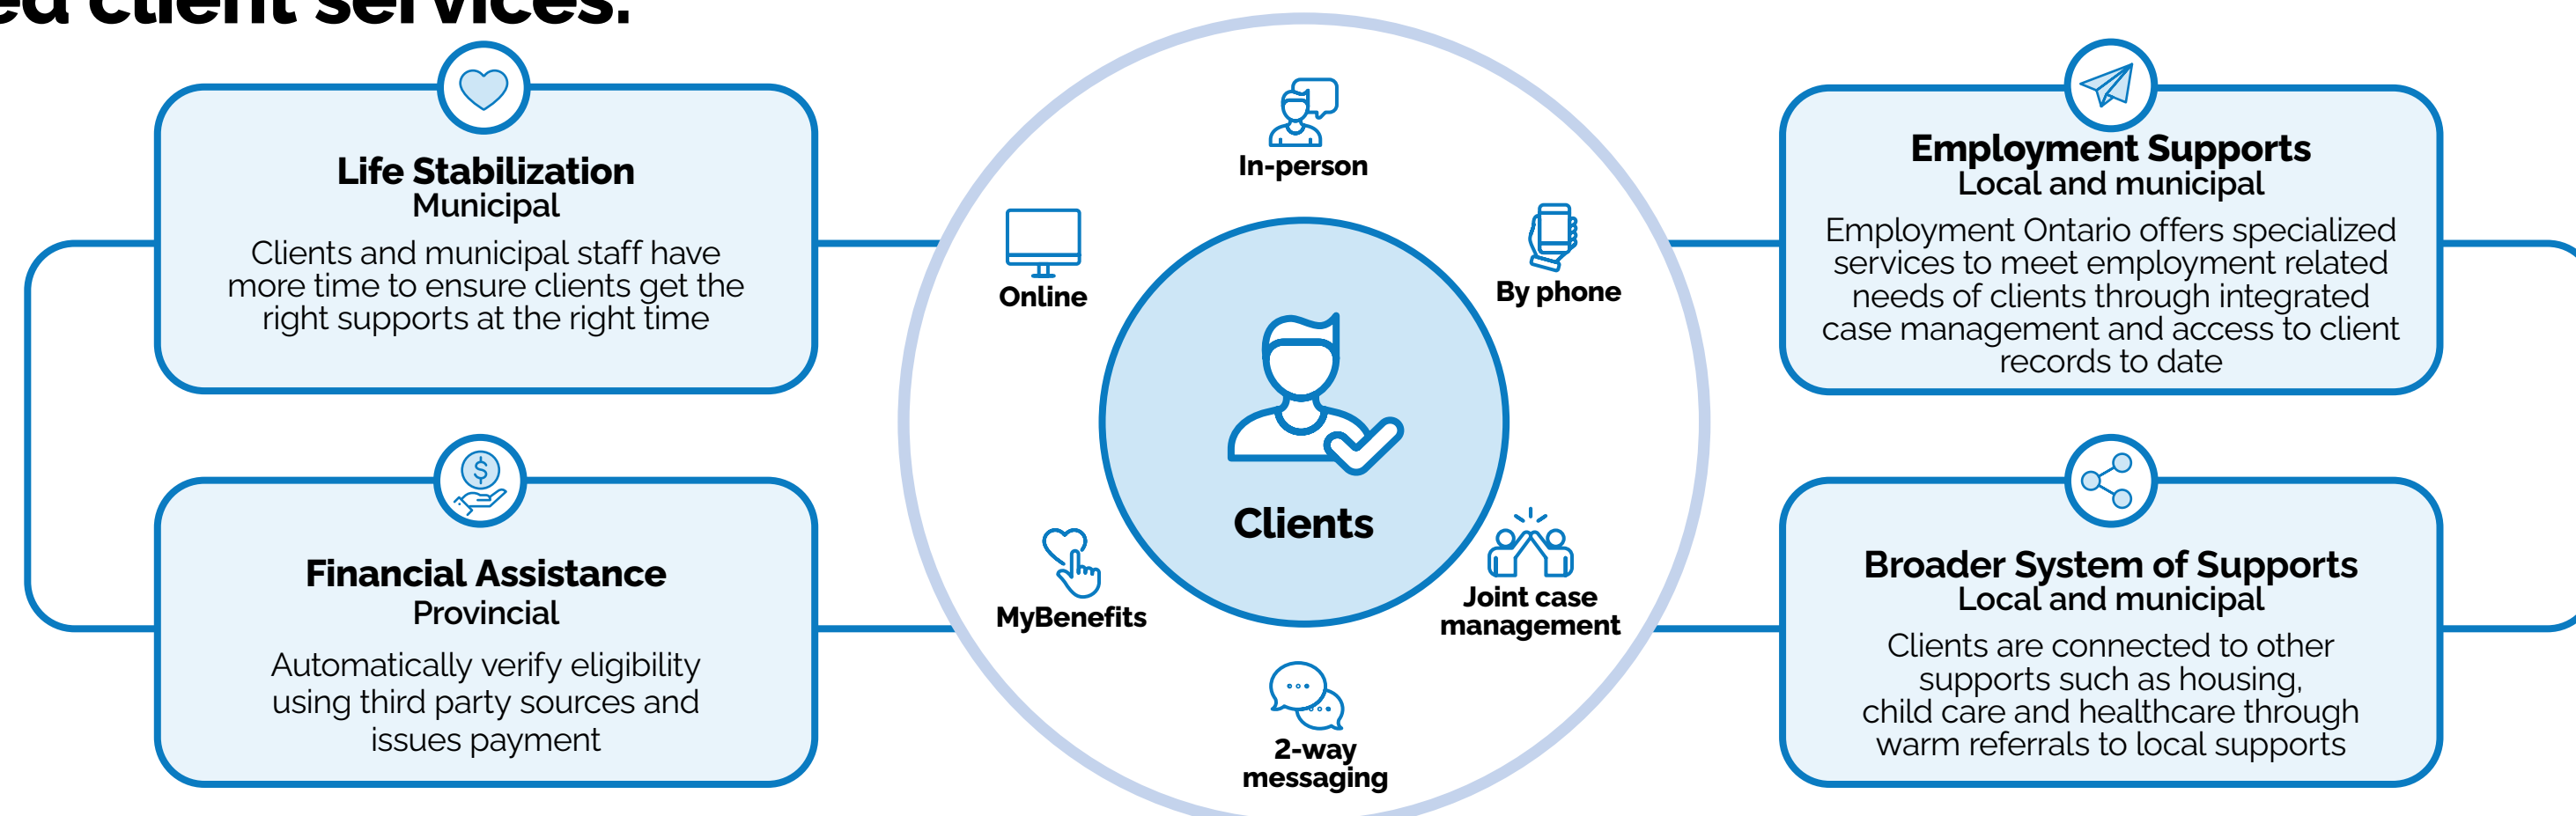 ed client services.
Life Stabilization
Municipal
Clients and municipal staff have
more time to ensure clients get the
right supports at the right time
Financial Assistance
Provincial
Automatically verify eligibility
using third party sources and
issues payment
In-person
Online
By phone
Clients
MyBenefits
Joint case
management
2-way
messaging
Employment Supports
Local and municipal
Employment Ontario offers specialized
services to meet employment related
needs of clients through integrated
case management and access to client
records to date
Broader System of Supports
Local and municipal
Clients are connected to other
supports such as housing,
child care and healthcare through
warm referrals to local supports